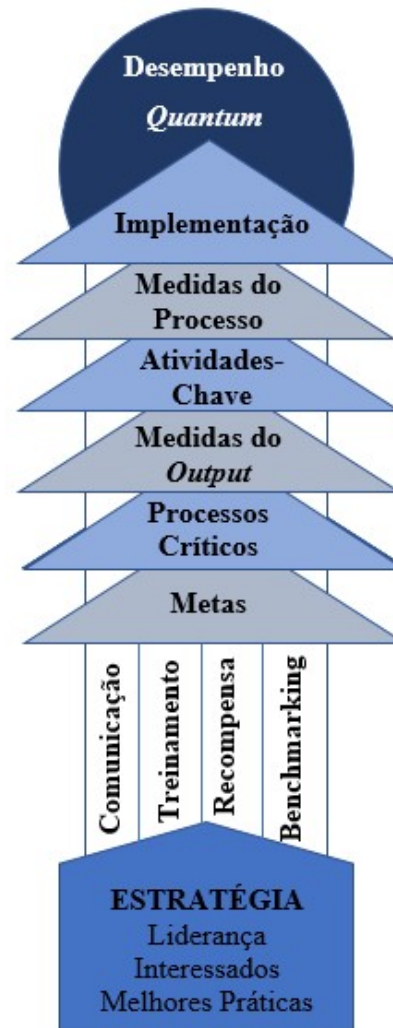 Desempenho
Quantum
Implementação
Medidas do
Processo
Atividades-
Chave
Medidas do
Output
Processos
Críticos
Metas
Comunicação
Treinamento
Recompensa
Benchmarking
ESTRATÉGIA
Liderança
Interessados
Melhores Práticas